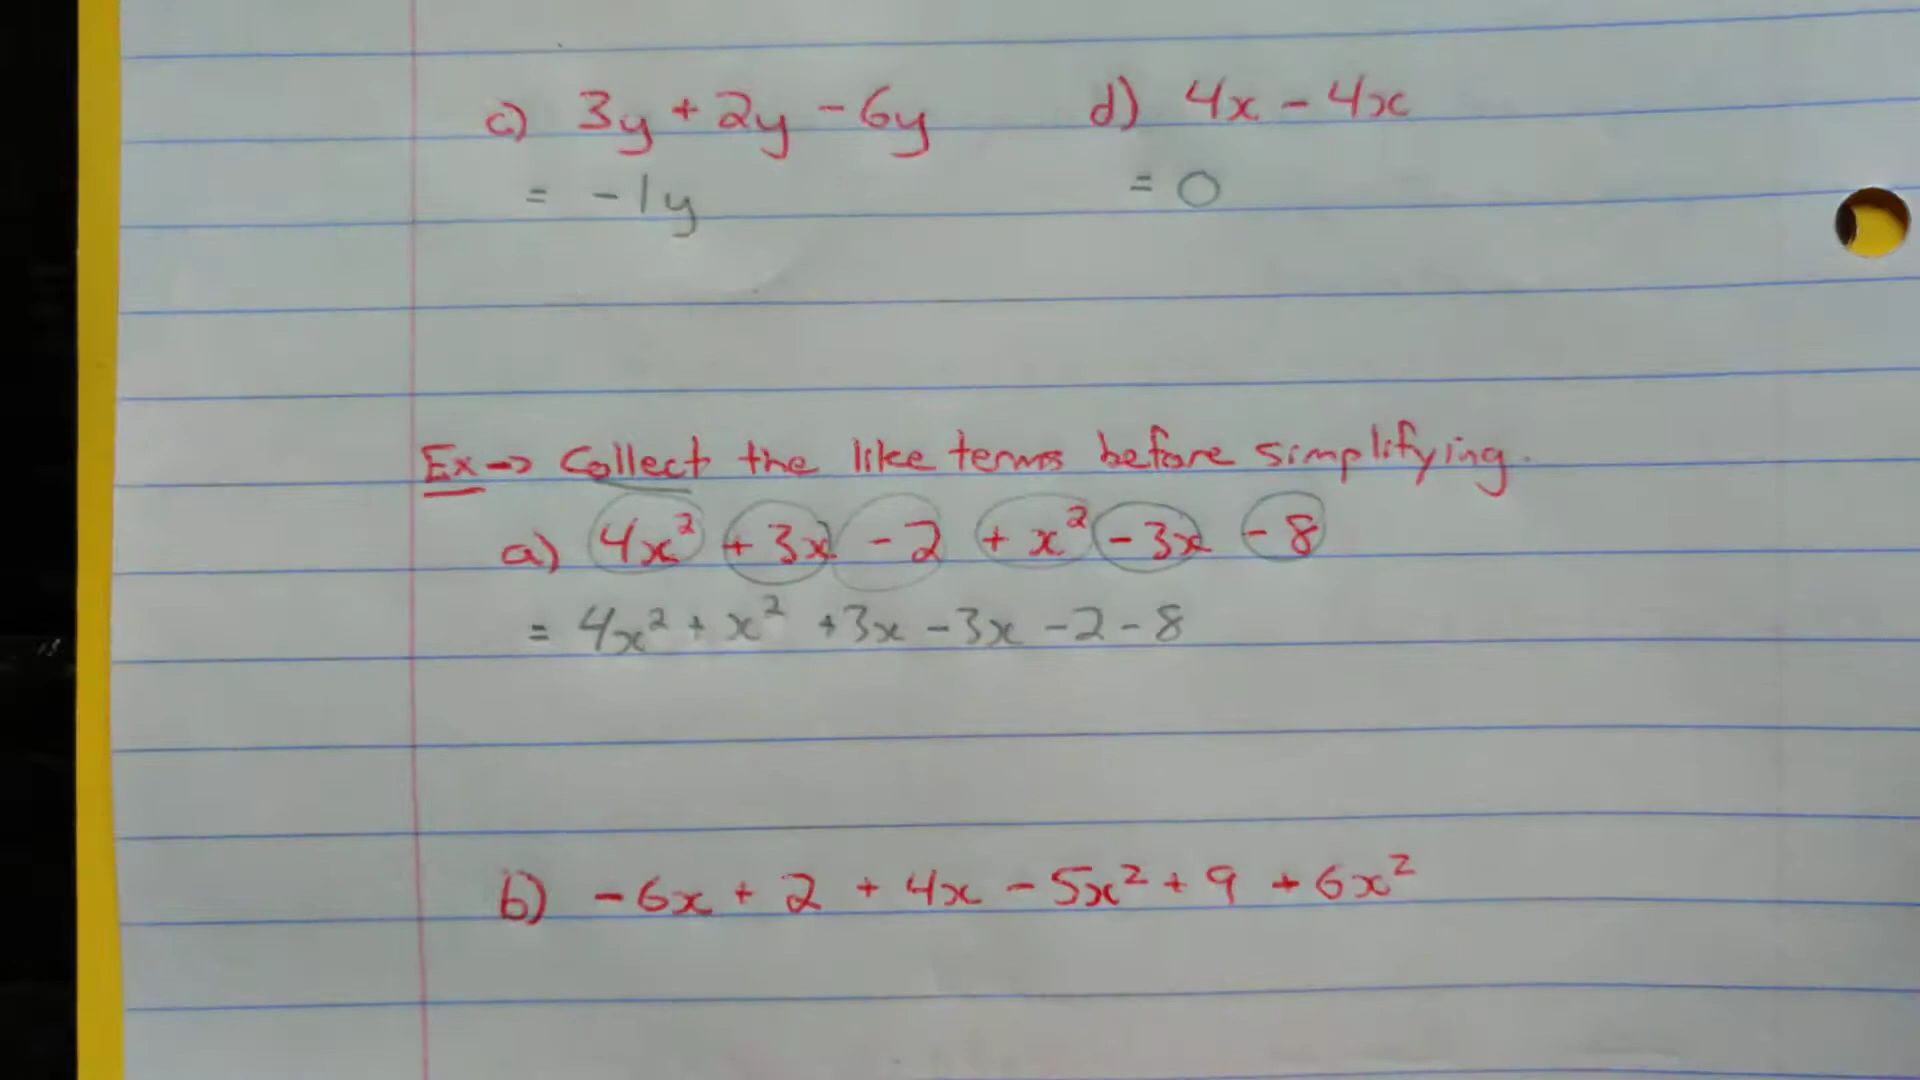 c) 3y + 2y - 6y d) 4x - 4x
= -1y = 0
Ex → Collect the like terms before simplifying.
a) 4x² + 3x - 2 + x² - 3x - 8
= 4x² + x² + 3x - 3x - 2 - 8
b) -6x + 2 + 4x - 5x² + 9 + 6x²